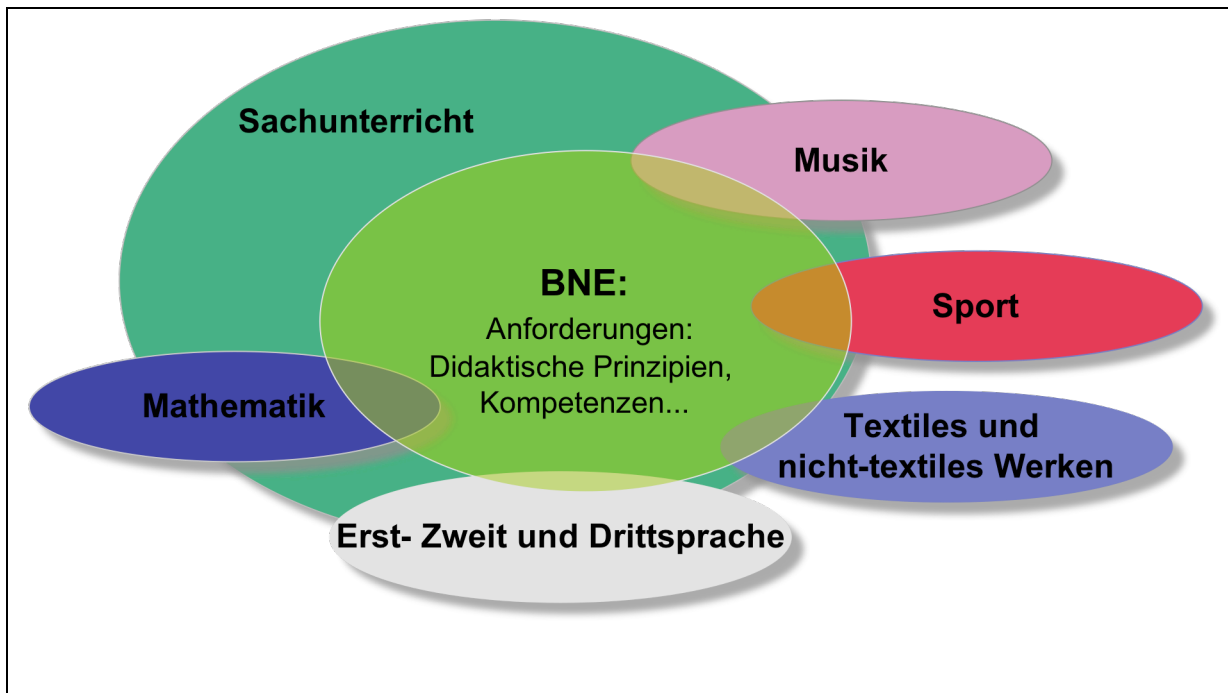 Sachunterricht
Musik
BNE:
Anforderungen:
Didaktische Prinzipien,
Kompetenzen...
Sport
Mathematik
Textiles und
nicht-textiles Werken
Erst- Zweit und Drittsprache